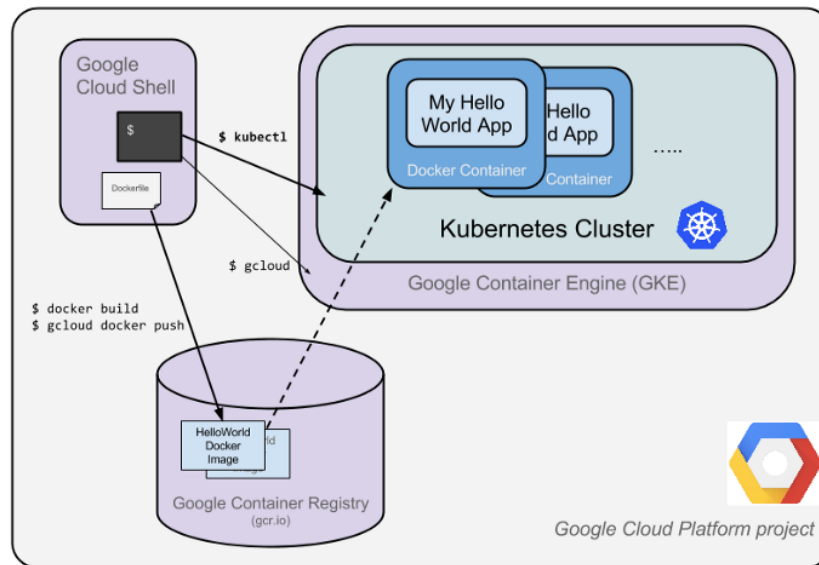 Google
Cloud Shell
$
Dockerfile
$ kubectl
$ gcloud
$ docker build
$ gcloud docker push
My Hello
World App
Docker Container
Hello
d App
Container
.....
Kubernetes Cluster
Google Container Engine (GKE)
HelloWorld
Docker
Image
Google Container Registry
(gcr.io)
Google Cloud Platform project